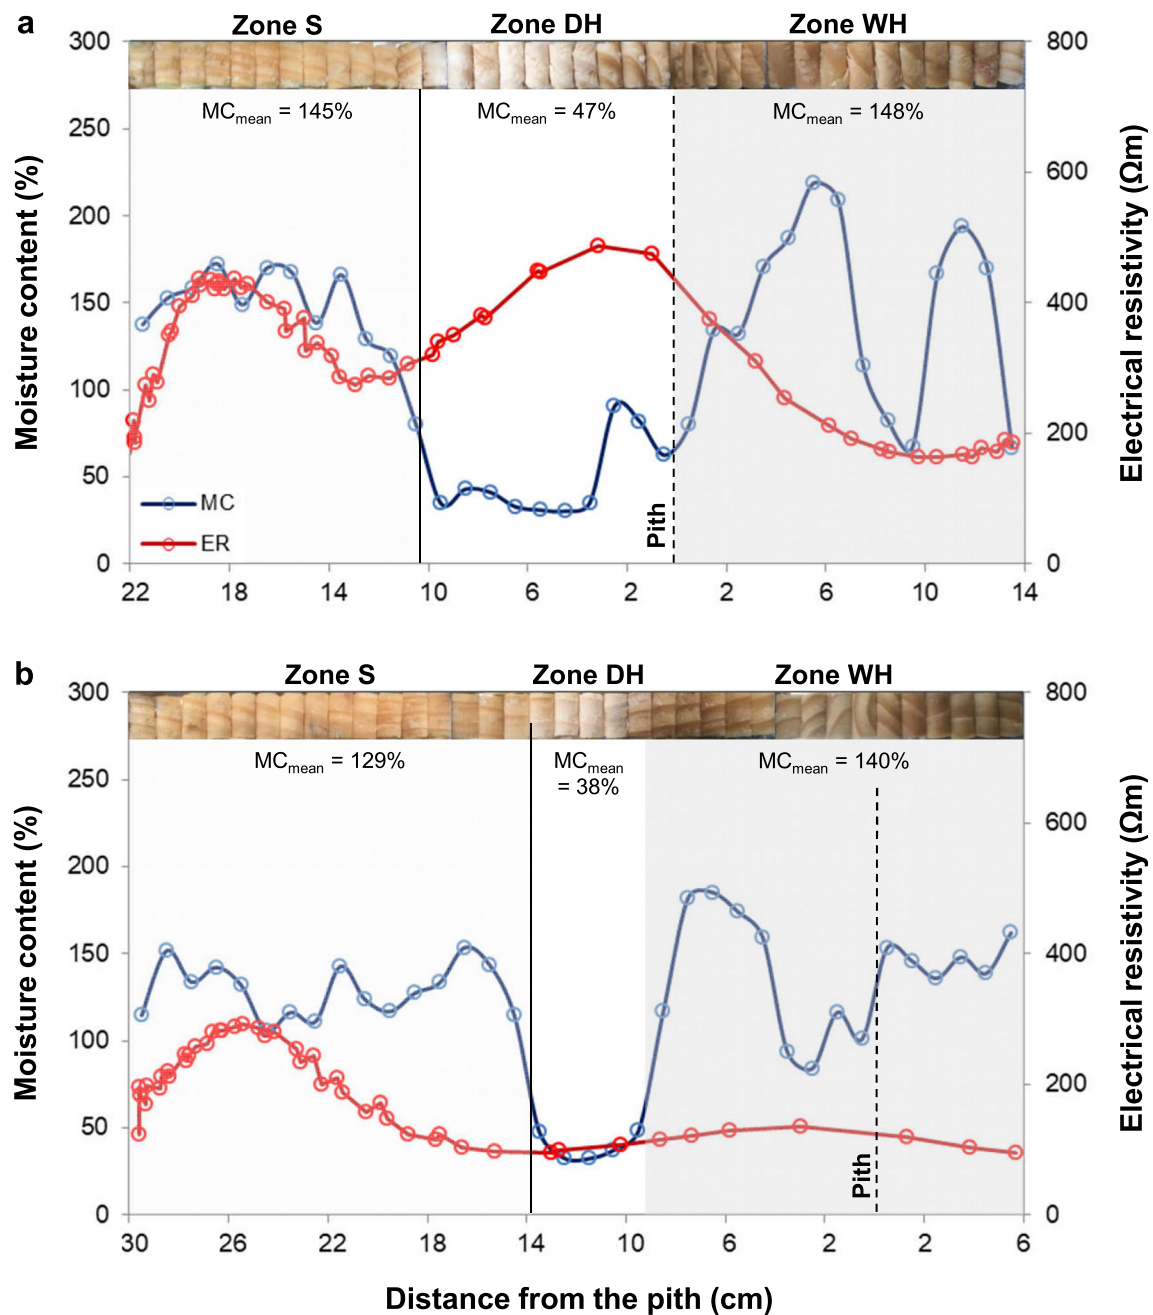 a
Zone S Zone DH Zone WH
300 800
MCmean = 145% MCmean = 47% MCmean = 148%
250
600
200
150 400
100
200
50
MC
ER
Pith
0 0
22 18 14 10 6 2 2 6 10 14
Moisture content (%)
Electrical resistivity (Ωm)
b
Zone S Zone DH Zone WH
300 800
MCmean = 129% MCmean MCmean = 140%
= 38%
250
600
200
150 400
100
200
50
Pith
0 0
30 26 22 18 14 10 6 2 2 6
Moisture content (%)
Electrical resistivity (Ωm)
Distance from the pith (cm)